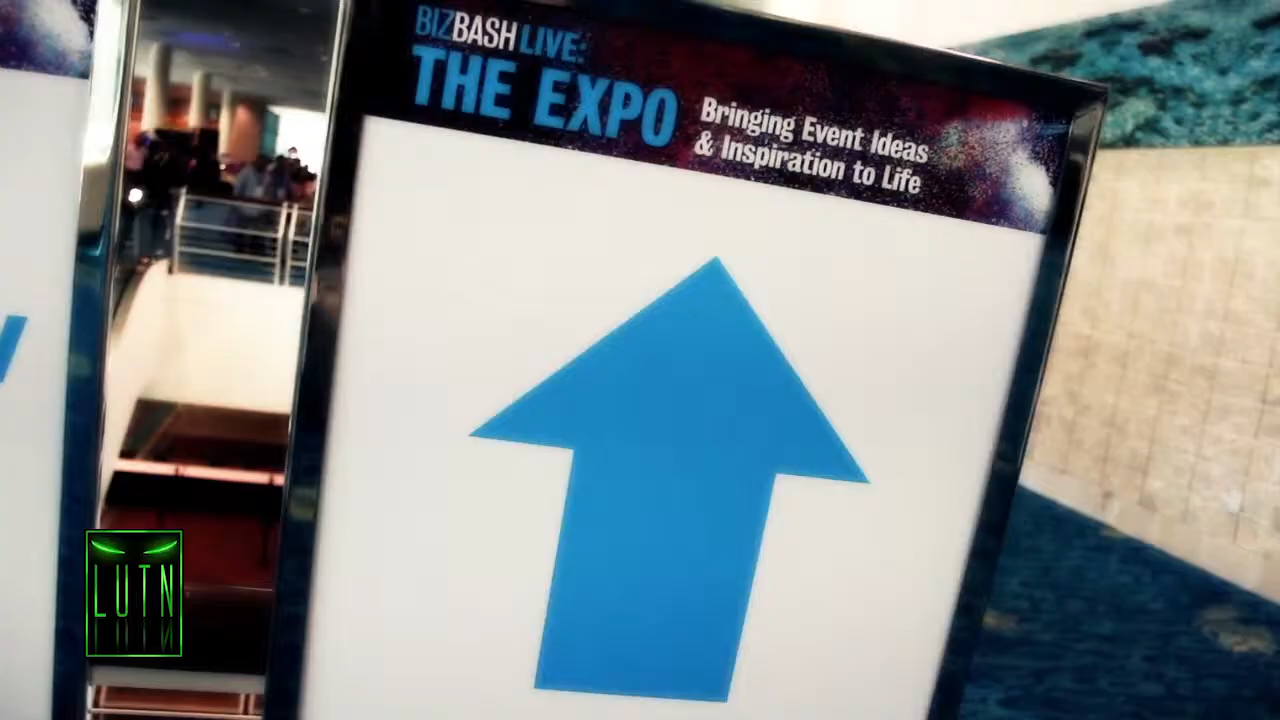 BIZBASH LIVE:
THE EXPO
Bringing Event Ideas
& Inspiration to Life
LUTN